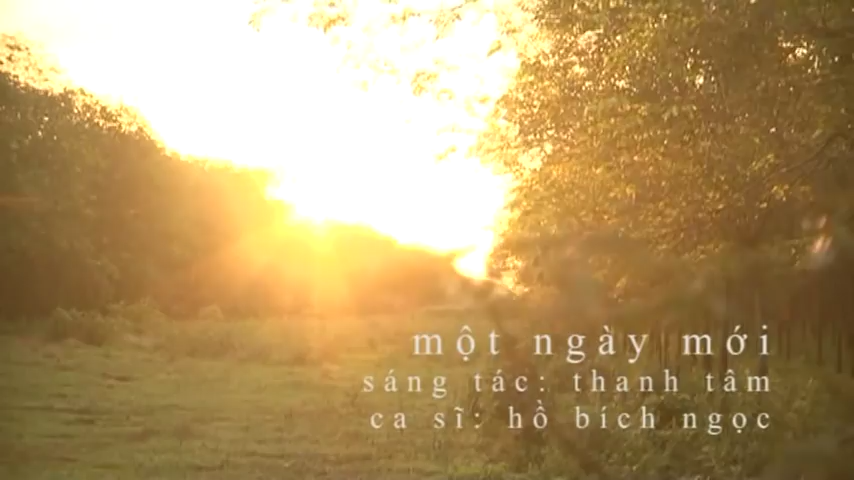 một ngày mới
sáng tác: thanh tâm
ca sĩ: hồ bích ngọc